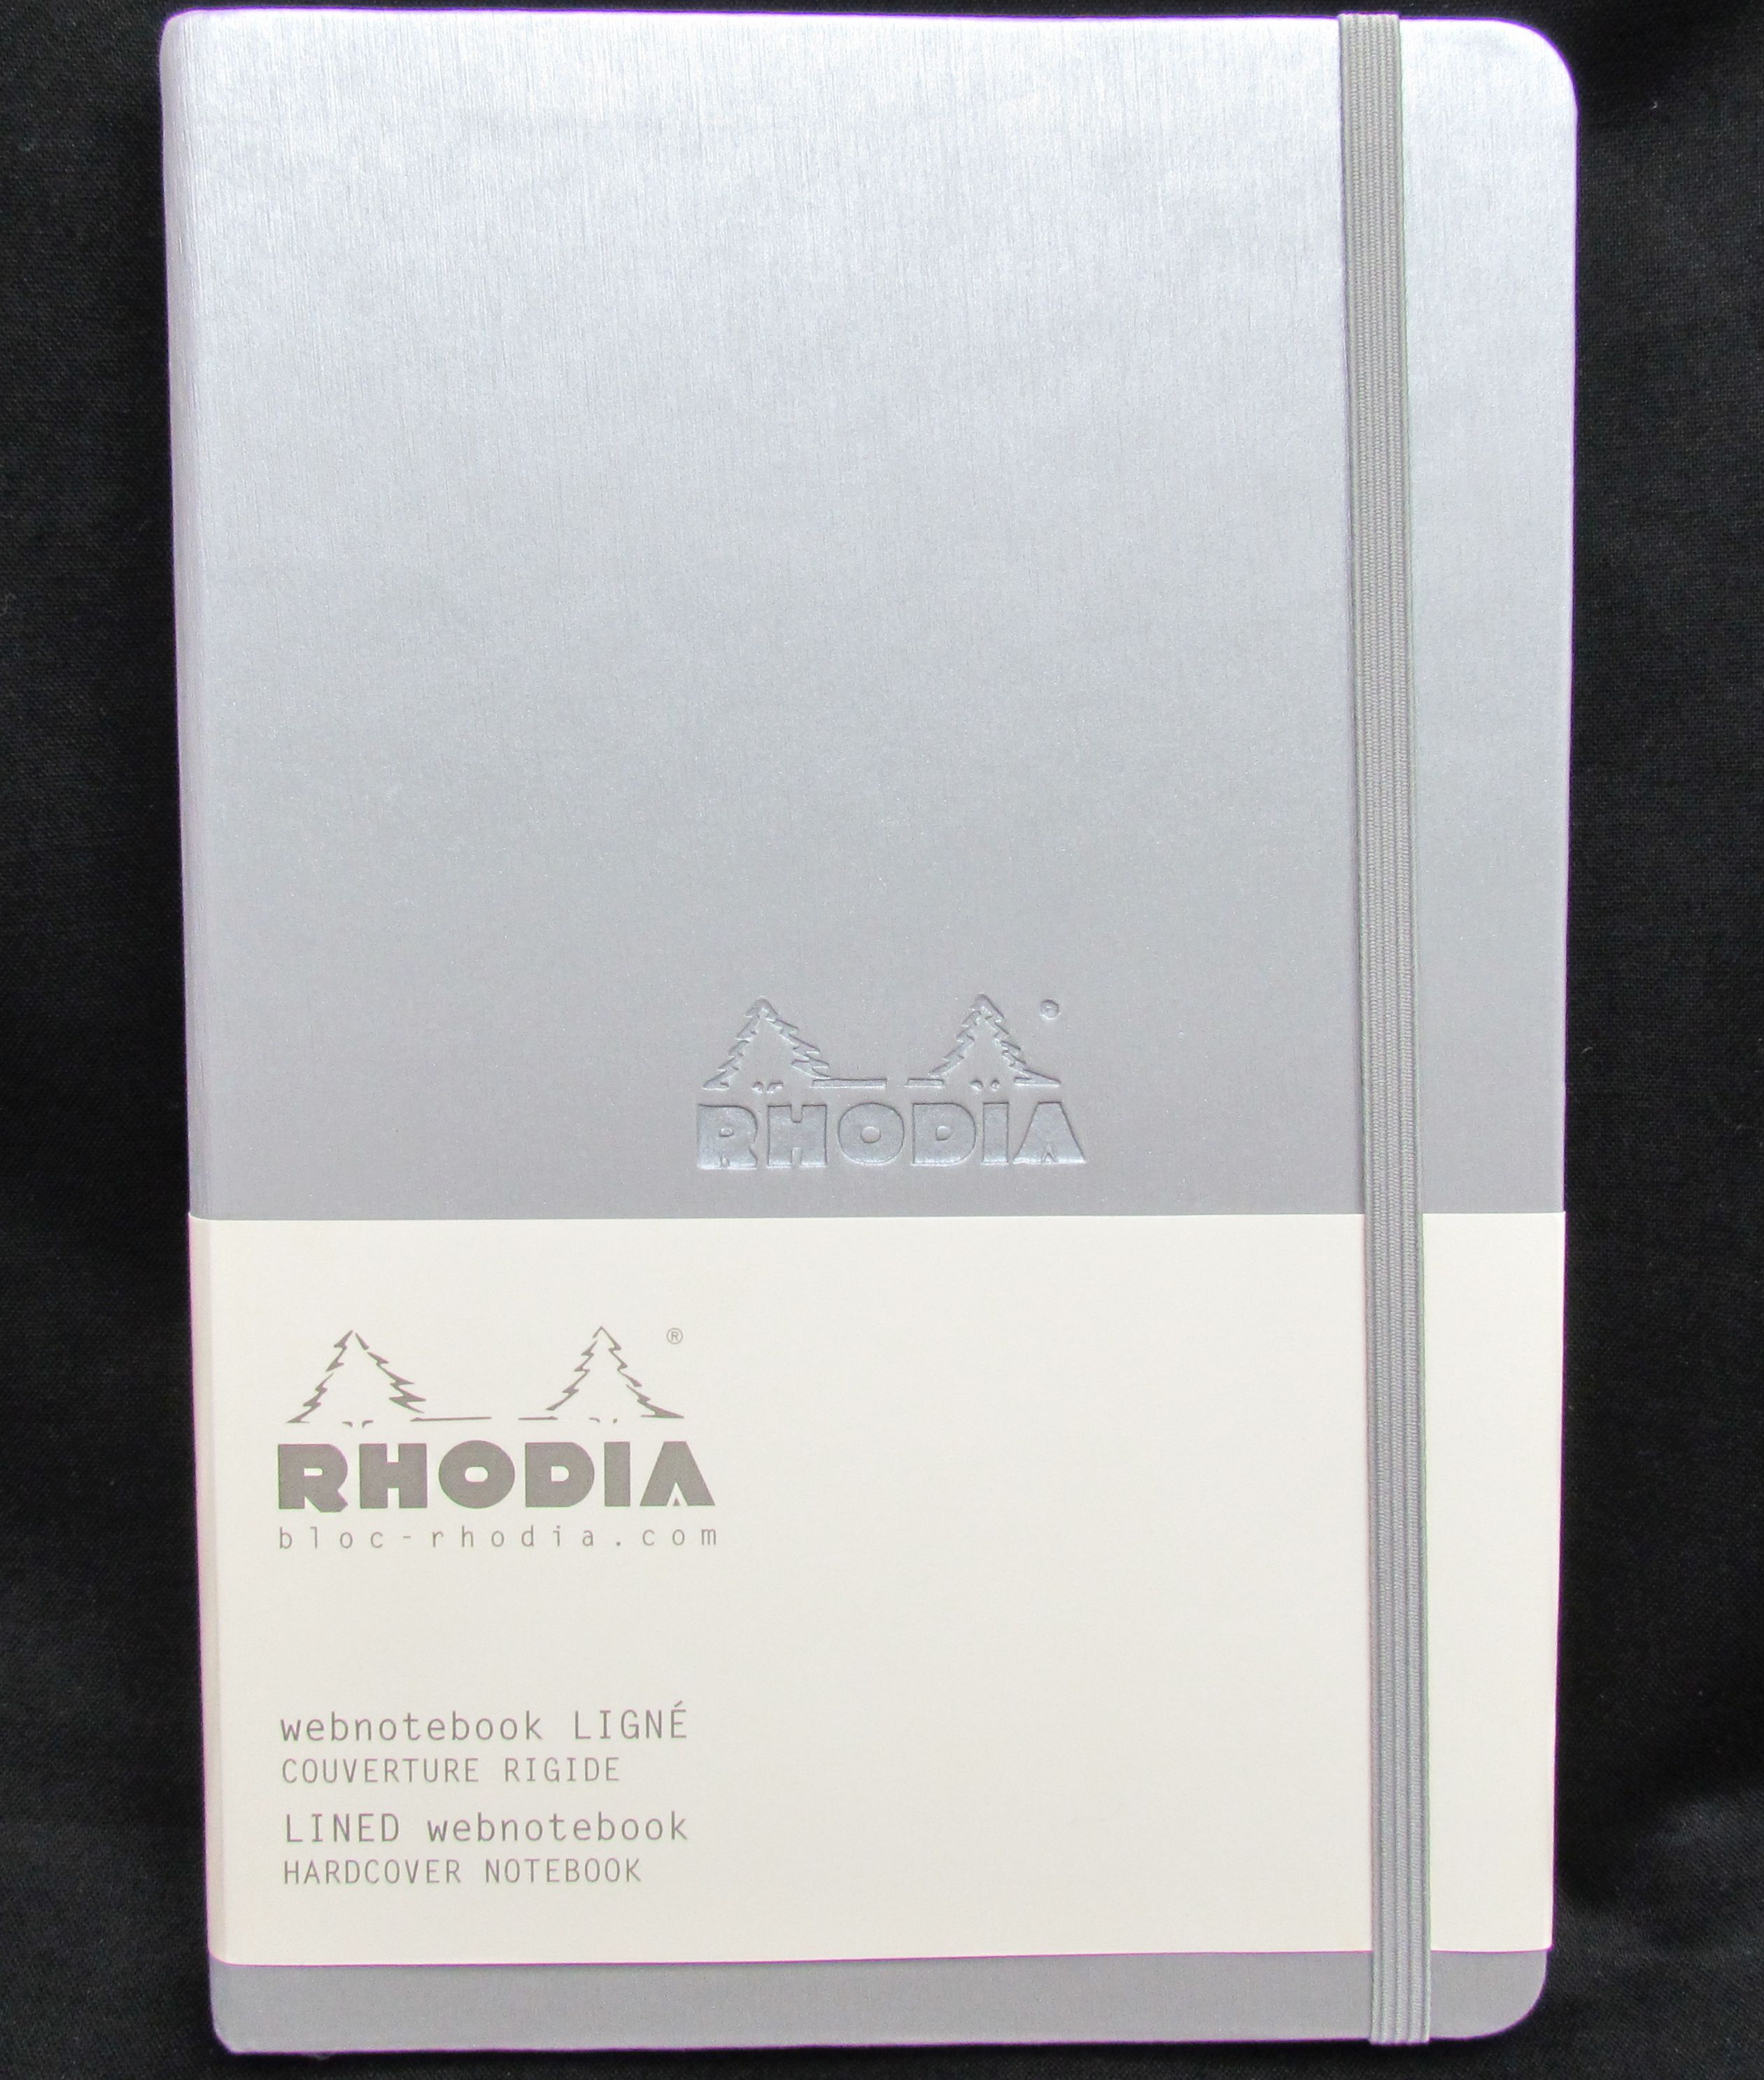 RHODIA
®
RHODIA
bloc-rhodia.com
webnotebook LIGNÉ
COUVERTURE RIGIDE
LINED webnotebook
HARDCOVER NOTEBOOK